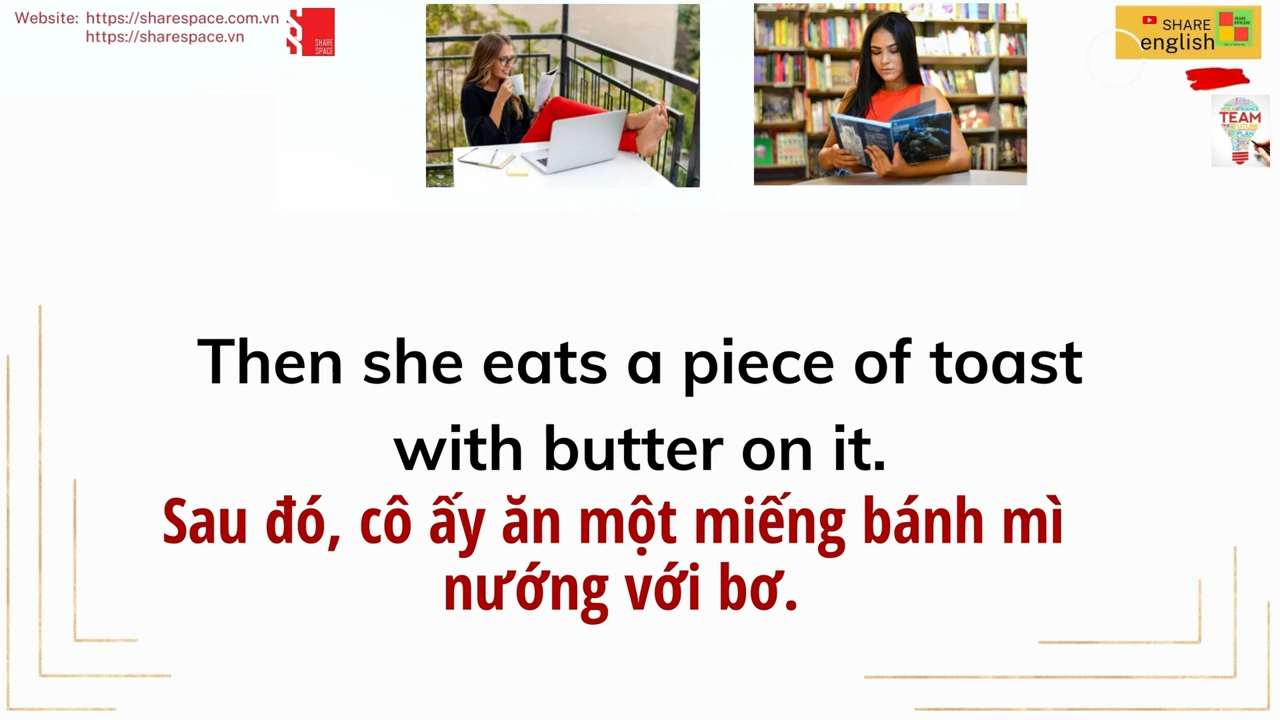 Website: https://sharespace.com.vn
https://sharespace.vn
SHARE
SPACE
SHARE
english
TEAM
PLAN
Then she eats a piece of toast
with butter on it.
Sau đó, cô ấy ăn một miếng bánh mì
nướng với bơ.